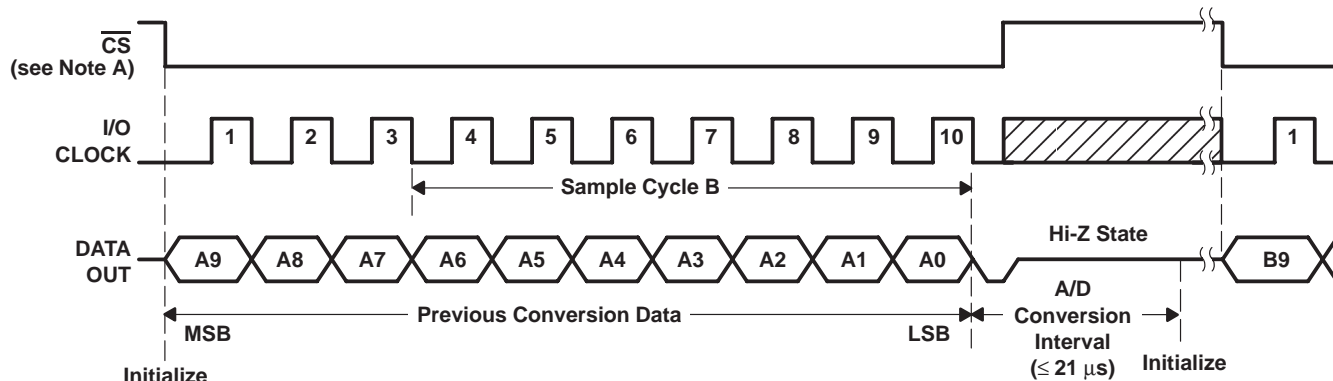 CS
(see Note A)
I/O
CLOCK
1 2 3 4 5 6 7 8 9 10 1
Sample Cycle B
DATA
OUT
A9 A8 A7 A6 A5 A4 A3 A2 A1 A0 B9
Hi-Z State
Previous Conversion Data
MSB
LSB
A/D
Conversion
Interval
(≤ 21 μs)
Initialize
Initialize